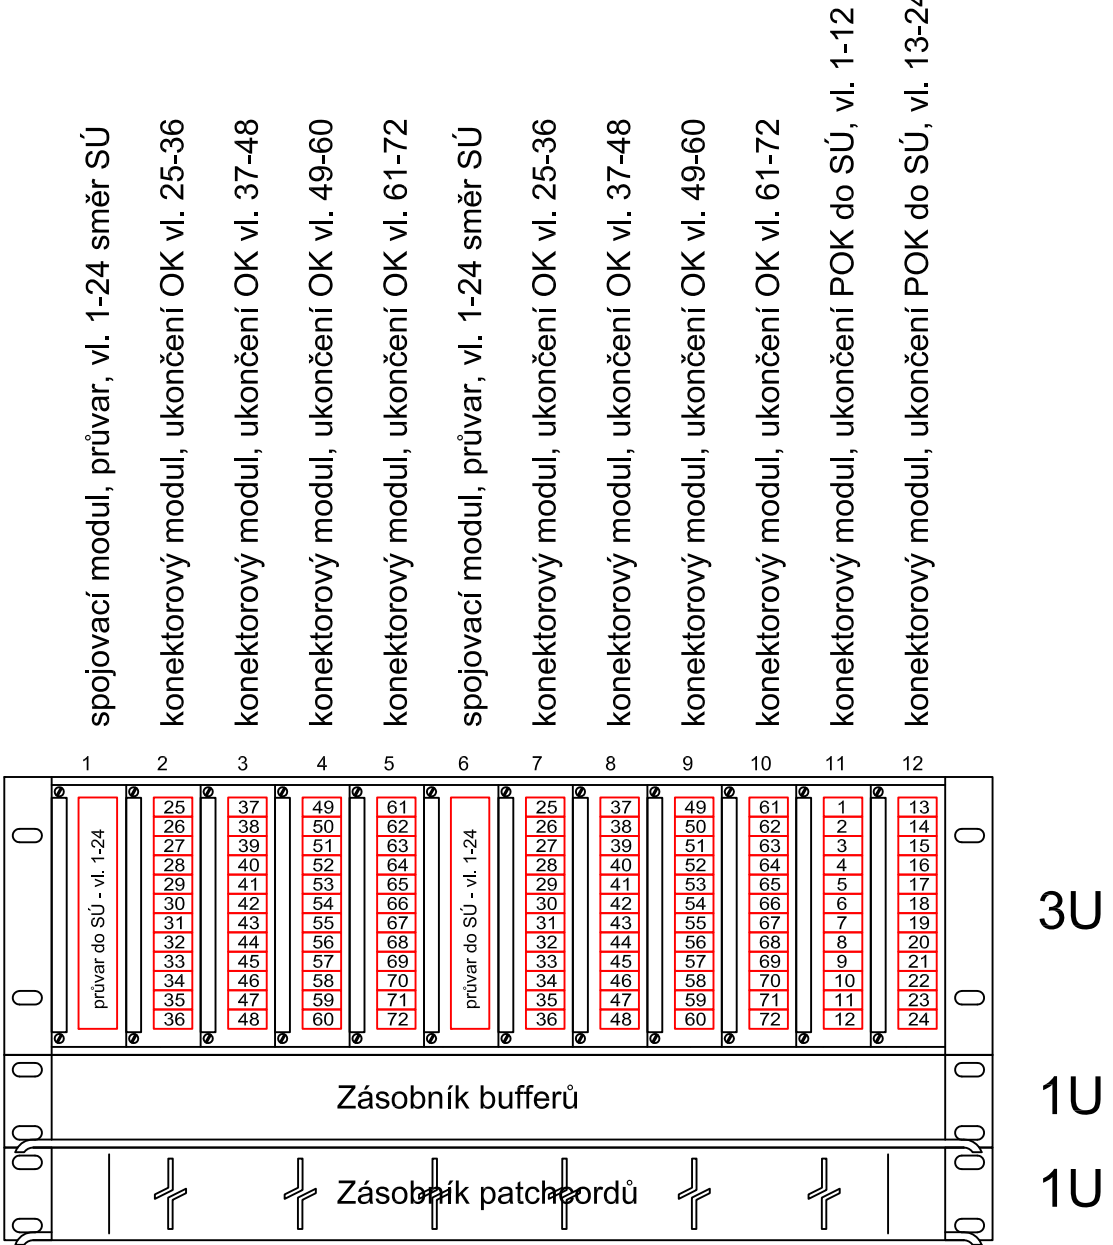 spojovací modul, průvar, vl. 1-24 směr SÚ
konektorový modul, ukončení OK vl. 25-36
konektorový modul, ukončení OK vl. 37-48
konektorový modul, ukončení OK vl. 49-60
konektorový modul, ukončení OK vl. 61-72
spojovací modul, průvar, vl. 1-24 směr SÚ
konektorový modul, ukončení OK vl. 25-36
konektorový modul, ukončení OK vl. 37-48
konektorový modul, ukončení OK vl. 49-60
konektorový modul, ukončení OK vl. 61-72
konektorový modul, ukončení POK do SÚ, vl. 1-12
konektorový modul, ukončení POK do SÚ, vl. 13-24
1 2 3 4 5 6 7 8 9 10 11 12
průvar do SÚ - vl. 1-24
průvar do SÚ - vl. 1-24
25 37 49 61 25 37 49 61 1 13
26 38 50 62 26 38 50 62 2 14
27 39 51 63 27 39 51 63 3 15
28 40 52 64 28 40 52 64 4 16
29 41 53 65 29 41 53 65 5 17
30 42 54 66 30 42 54 66 6 18
31 43 55 67 31 43 55 67 7 19
32 44 56 68 32 44 56 68 8 20
33 45 57 69 33 45 57 69 9 21
34 46 58 70 34 46 58 70 10 22
35 47 59 71 35 47 59 71 11 23
36 48 60 72 36 48 60 72 12 24
3U
Zásobník bufferů
1U
Zásobník patchcordů
1U